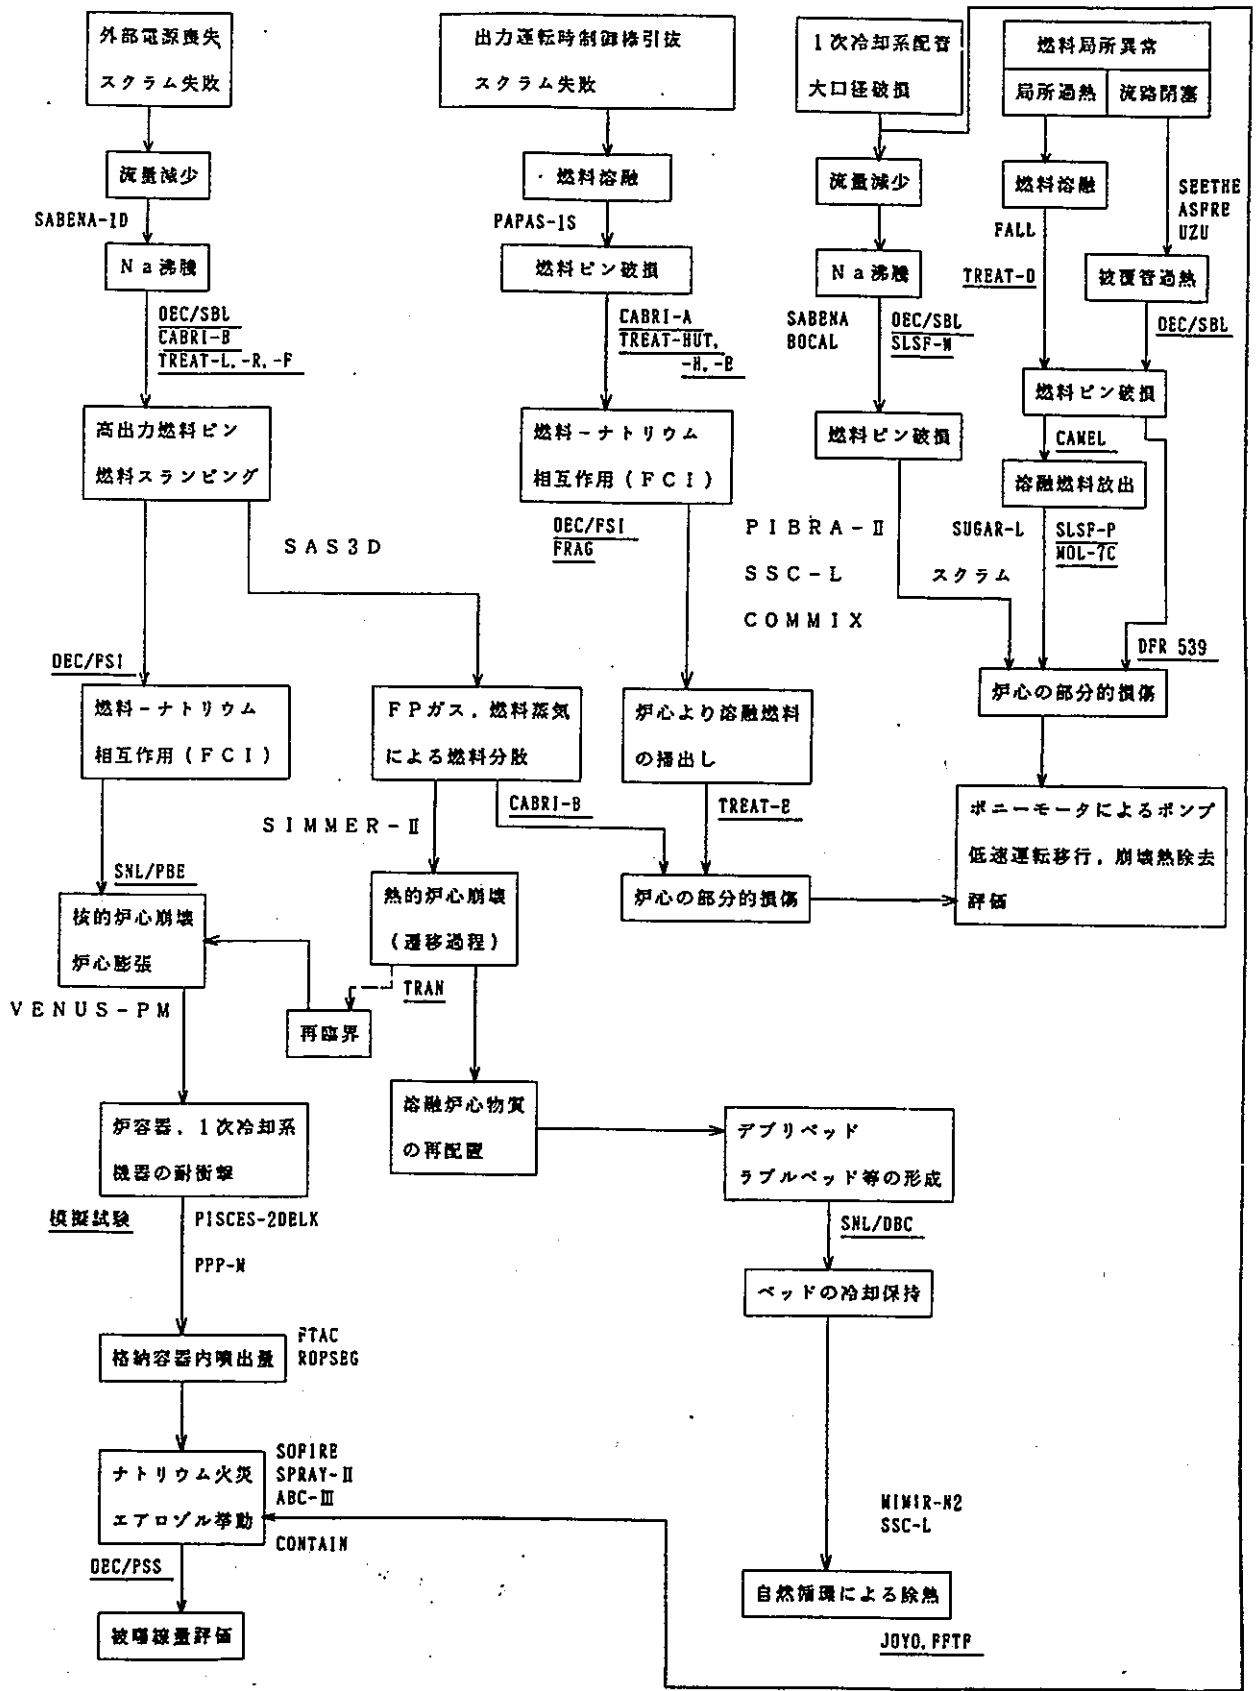 外部電源喪失
スクラム失敗
出力運転時制御棒引抜
スクラム失敗
1次冷却系配管
大口径破損
燃料局所異常
局所過熱
流路閉塞
流量減少
燃料溶融
流量減少
燃料溶融
SEETHE
ASFRE
UZU
SABENA-1D
PAPAS-1S
FALL
Na沸騰
燃料ピン破損
Na沸騰
TREAT-D
被覆管過熱
OEC/SBL
CABRI-B
TREAT-L, -R, -F
CABRI-A
TREAT-HUT,
-H, -E
SABENA
BOCAL
OEC/SBL
SLSF-W
OEC/SBL
燃料ピン破損
高出力燃料ピン
燃料スランピング
燃料-ナトリウム
相互作用(FCI)
燃料ピン破損
CAMEL
溶融燃料放出
SAS3D
OEC/FSI
FRAG
PIBRA-II
SSC-L
COMMIX
SUGAR-L
SLSF-P
MOL-7C
スクラム
OEC/FSI
DFR 539
燃料-ナトリウム
相互作用(FCI)
FPガス,燃料蒸気
による燃料分散
炉心より溶融燃料
の掃出し
炉心の部分的損傷
SIMMER-II
CABRI-B
TREAT-E
ポニーモータによるポンプ
低速運転移行,崩壊熱除去
評価
SNL/PBE
核的炉心崩壊
炉心膨張
熱的炉心崩壊
(遷移過程)
炉心の部分的損傷
VENUS-PM
TRAN
再臨界
炉容器,1次冷却系
機器の耐衝撃
溶融炉心物質
の再配置
デブリベッド
ラブルベッド等の形成
模擬試験
PISCES-2DELK
PPP-M
SNL/DBC
ベッドの冷却保持
格納容器内噴出量
FTAC
ROPSEG
ナトリウム火災
エアロゾル挙動
SOFIRE
SPRAY-II
ABC-III
CONTAIN
MIMIR-N2
SSC-L
OEC/PSS
自然循環による除熱
被曝線量評価
JOYO, FFTF